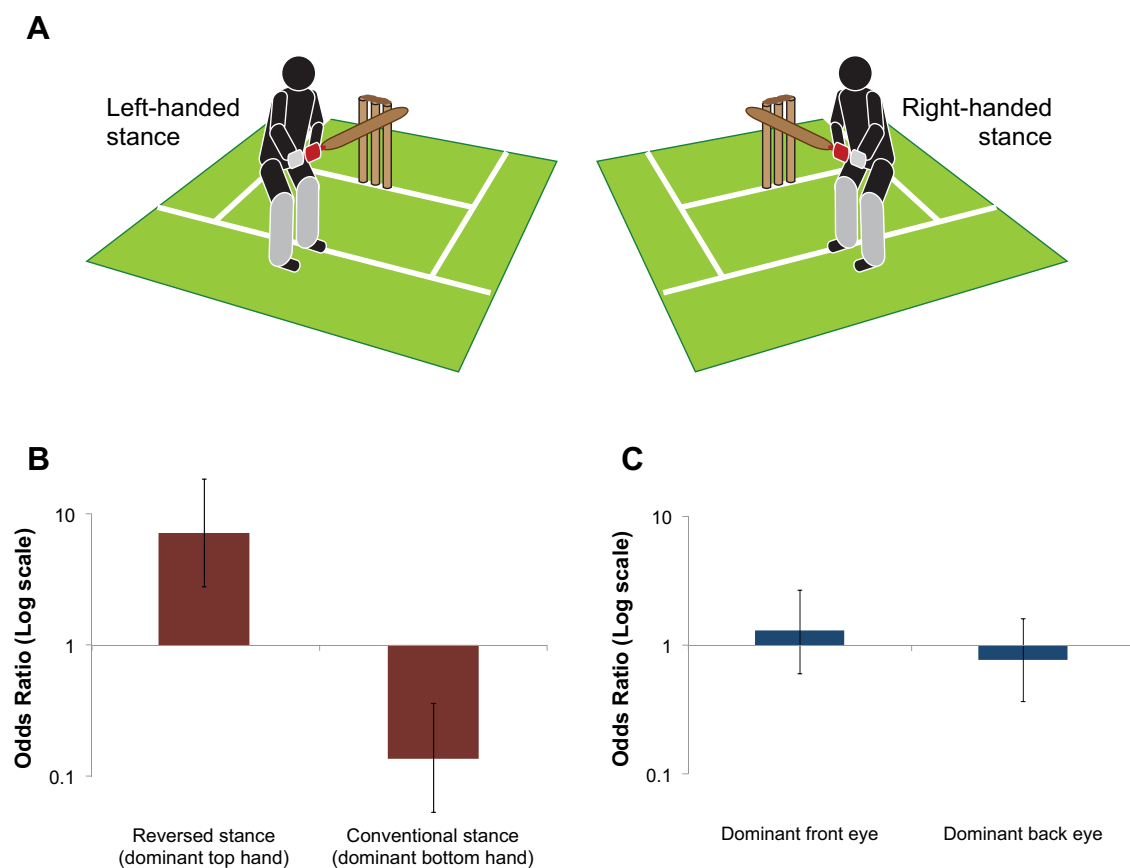 A
Left-handed
stance
Right-handed
stance
B
Odds Ratio (Log scale)
10
1
0.1
Reversed stance
(dominant top hand)
Conventional stance
(dominant bottom hand)
C
Odds Ratio (Log scale)
10
1
0.1
Dominant front eye
Dominant back eye